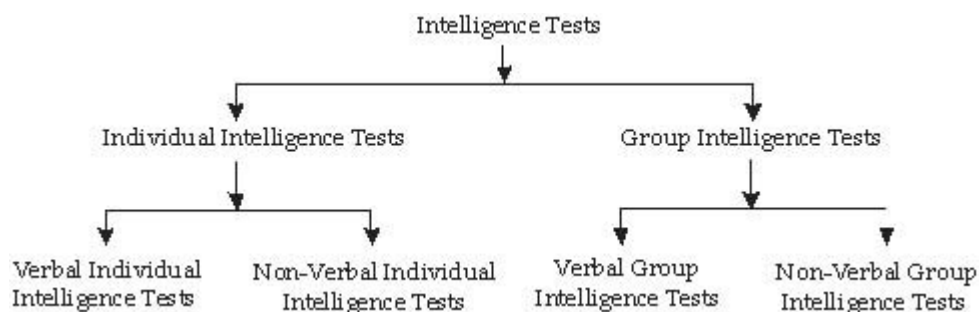 Intelligence Tests
Individual Intelligence Tests
Group Intelligence Tests
Verbal Individual
Intelligence Tests
Non-Verbal Individual
Intelligence Tests
Verbal Group
Intelligence Tests
Non-Verbal Group
Intelligence Tests